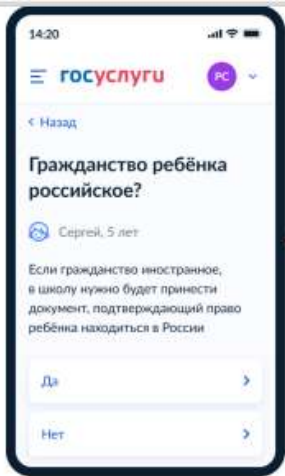 14:20
госуслуги
РС
Назад
Гражданство ребёнка
российское?
Сергей, 5 лет
Если гражданство иностранное,
в школу нужно будет принести
документ, подтверждающий право
ребёнка находиться в России
Да
Нет